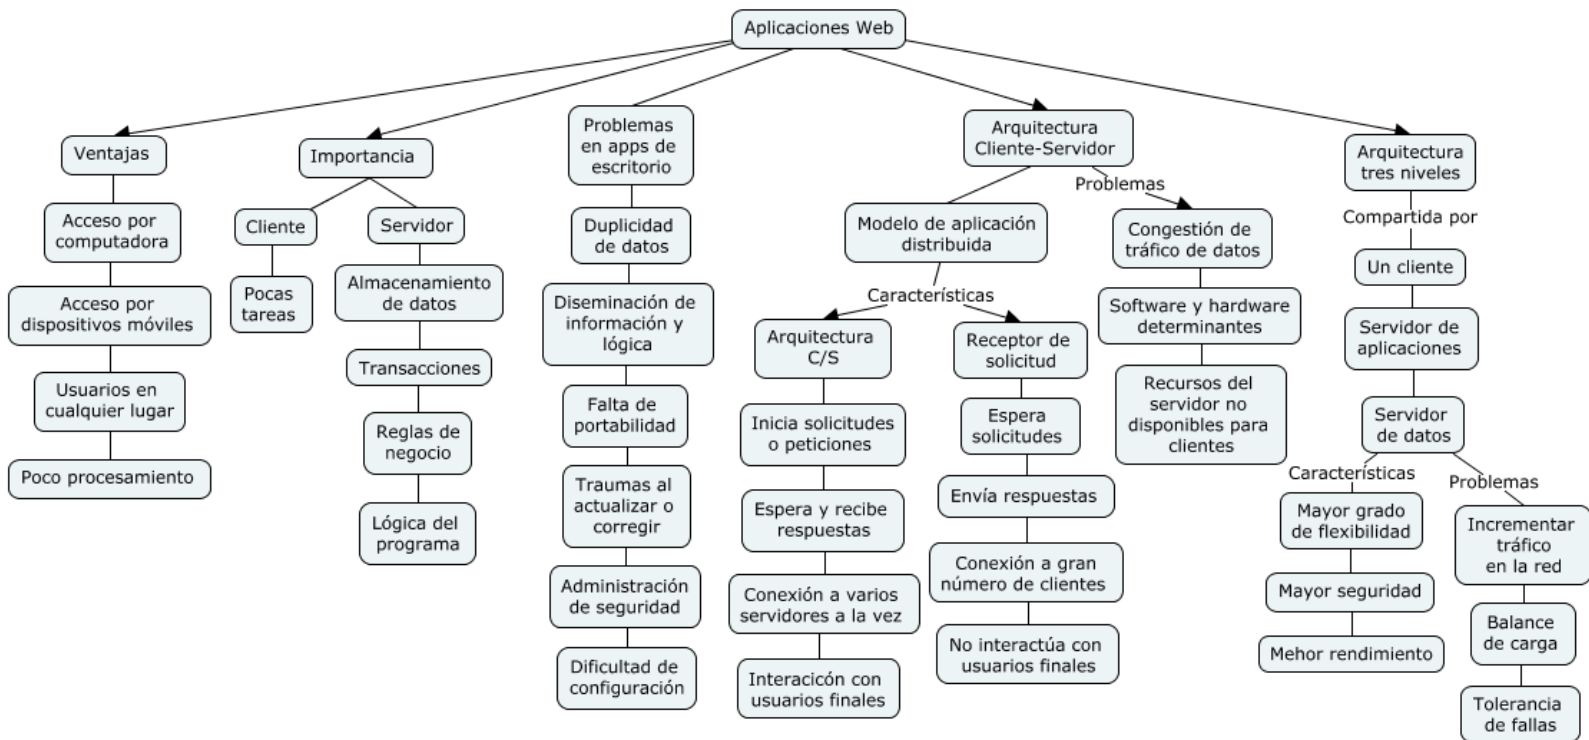 Aplicaciones Web
Ventajas
Acceso por
computadora
Acceso por
dispositivos móviles
Usuarios en
cualquier lugar
Poco procesamiento
Importancia
Cliente
Pocas
tareas
Servidor
Almacenamiento
de datos
Transacciones
Reglas de
negocio
Lógica del
programa
Problemas
en apps de
escritorio
Duplicidad
de datos
Diseminación de
información y
lógica
Falta de
portabilidad
Traumas al
actualizar o
corregir
Administración
de seguridad
Dificultad de
configuración
Arquitectura
Cliente-Servidor
Modelo de aplicación
distribuida
Características
Arquitectura
C/S
Inicia solicitudes
o peticiones
Espera y recibe
respuestas
Conexión a varios
servidores a la vez
Interacicón con
usuarios finales
Receptor de
solicitud
Espera
solicitudes
Envía respuestas
Conexión a gran
número de clientes
No interactúa con
usuarios finales
Problemas
Congestión de
tráfico de datos
Software y hardware
determinantes
Recursos del
servidor no
disponibles para
clientes
Arquitectura
tres niveles
Compartida por
Un cliente
Servidor de
aplicaciones
Servidor
de datos
Características
Mayor grado
de flexibilidad
Mayor seguridad
Mehor rendimiento
Problemas
Incrementar
tráfico
en la red
Balance
de carga
Tolerancia
de fallas